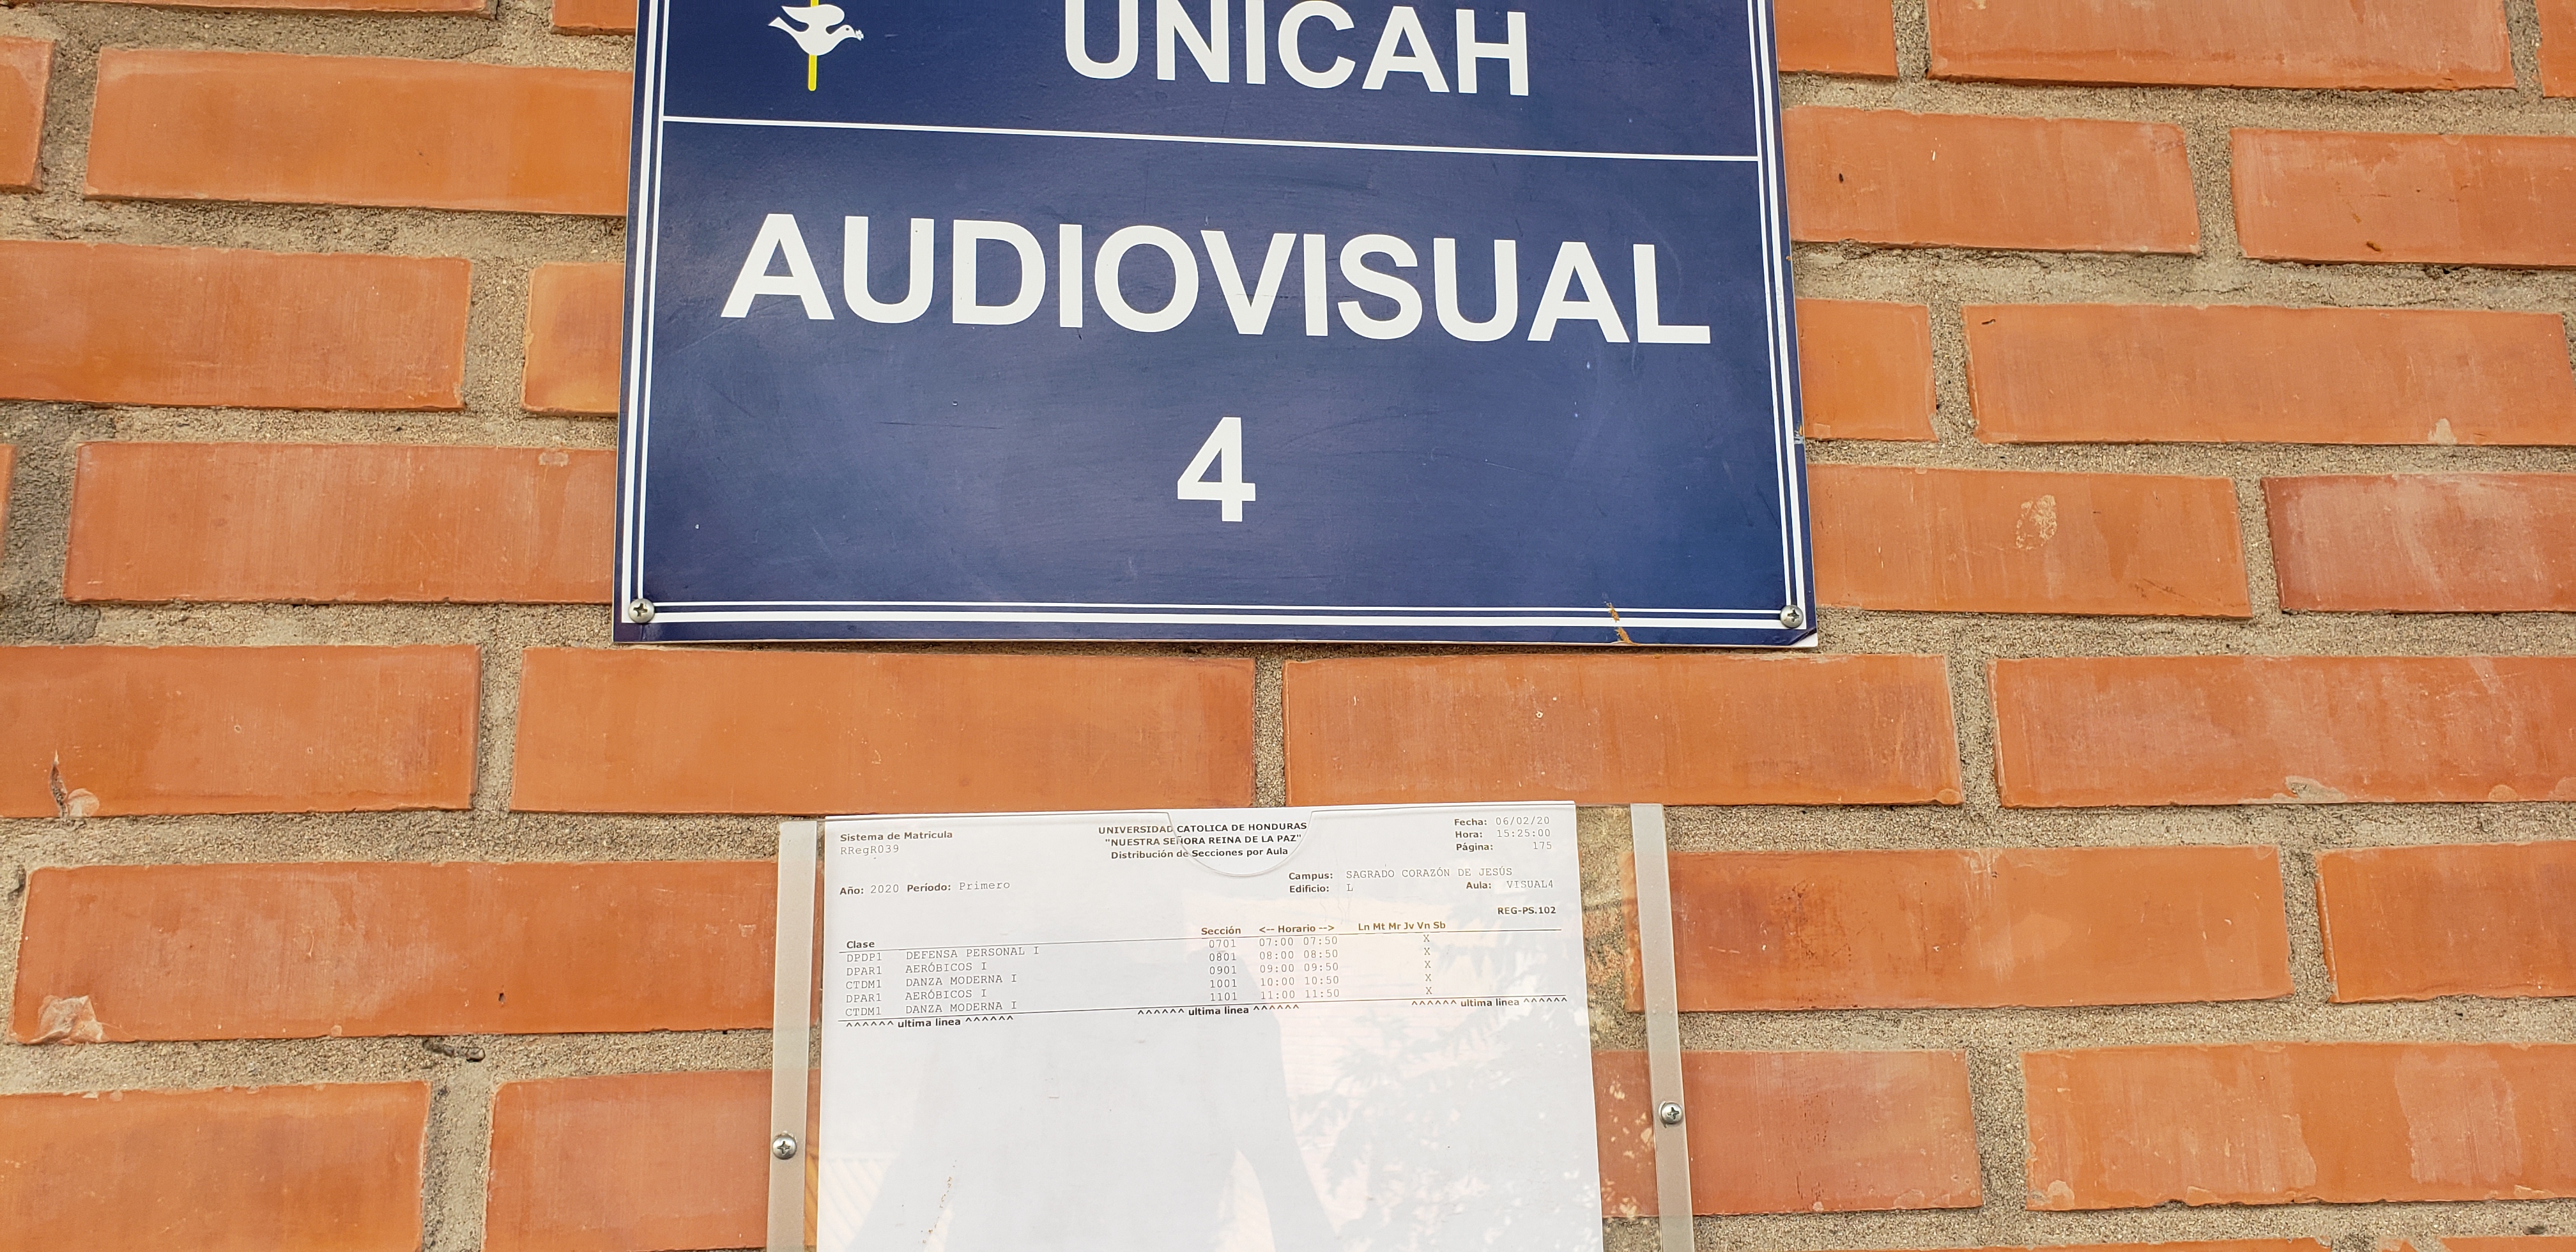 UNICAH
AUDIOVISUAL
4
Sistema de Matricula
RRegR039
UNIVERSIDAD CATOLICA DE HONDURAS
"NUESTRA SEÑORA REINA DE LA PAZ"
Distribución de Secciones por Aula
Fecha: 06/02/20
Hora: 15:25:00
Página: 175
Año: 2020 Periodo: Primero
Campus: SAGRADO CORAZÓN DE JESÚS
Edificio: L Aula: VISUAL4
REG-PS.102
Clase Sección <-- Horario --> Ln Mt Mr Jv Vn Sb
DPDP1 DEFENSA PERSONAL I 0701 07:00 07:50 X
DPAR1 AERÓBICOS I 0801 08:00 08:50 X
CTDM1 DANZA MODERNA I 0901 09:00 09:50 X
DPAR1 AERÓBICOS I 1001 10:00 10:50 X
CTDM1 DANZA MODERNA I 1101 11:00 11:50 X
^^^^^^ ultima linea ^^^^^^ ^^^^^^ ultima linea ^^^^^^ ^^^^^^ ultima linea ^^^^^^